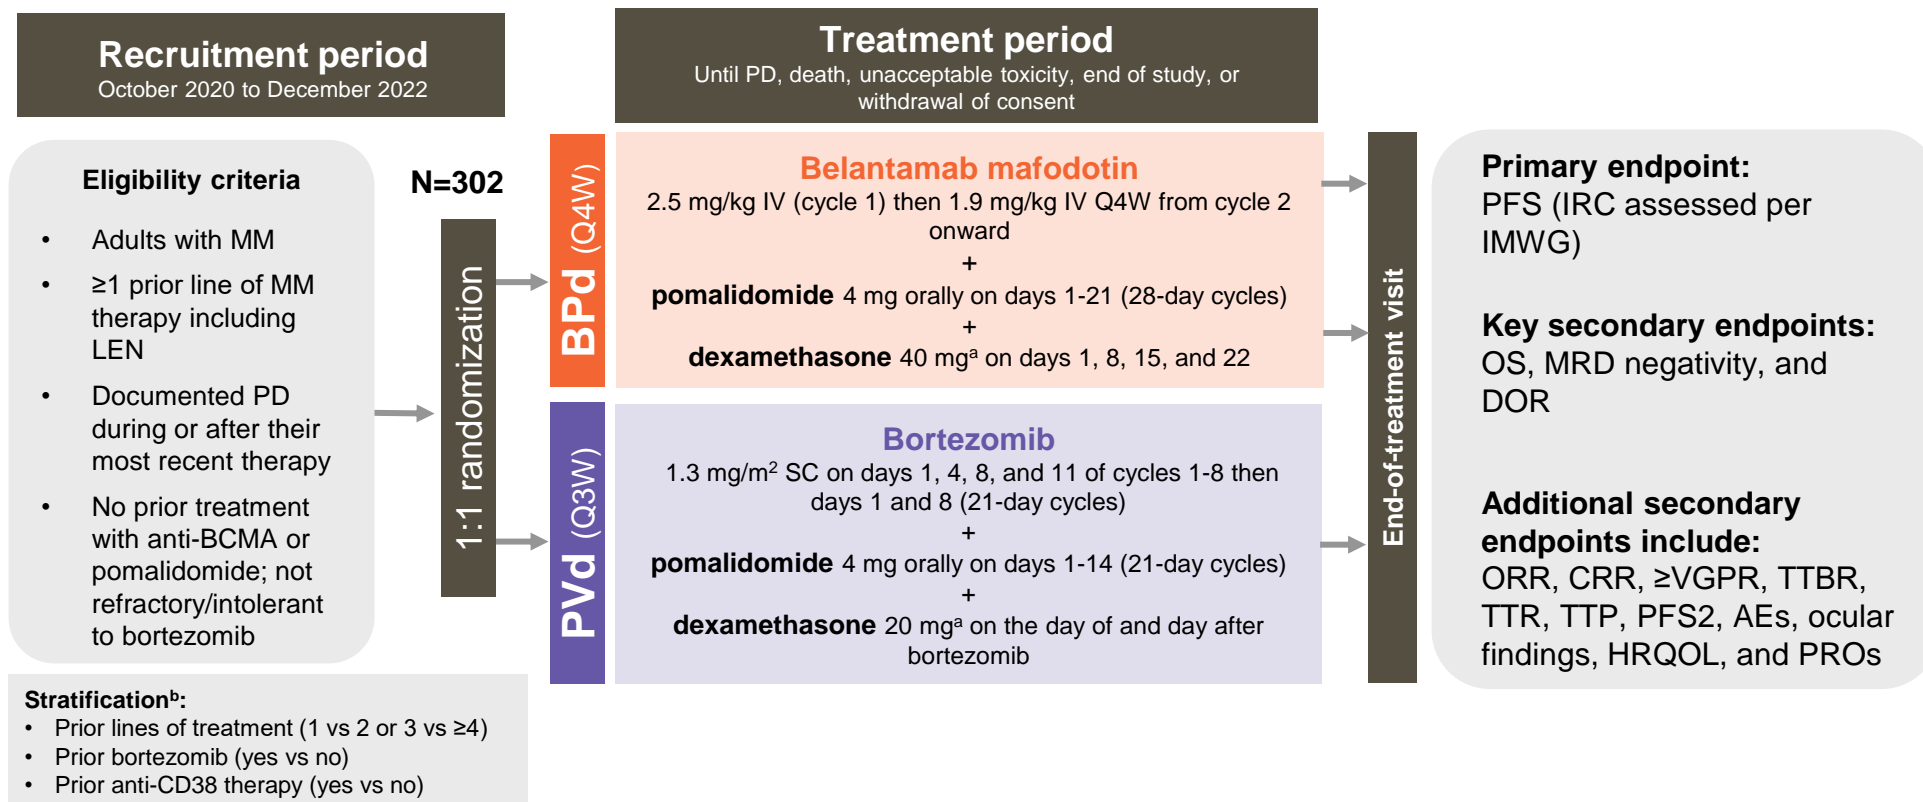 Recruitment period
October 2020 to December 2022
Treatment period
Until PD, death, unacceptable toxicity, end of study, or
withdrawal of consent
Eligibility criteria
• Adults with MM
• ≥1 prior line of MM
therapy including
LEN
• Documented PD
during or after their
most recent therapy
• No prior treatment
with anti-BCMA or
pomalidomide; not
refractory/intolerant
to bortezomib
Stratificationᵇ:
• Prior lines of treatment (1 vs 2 or 3 vs ≥4)
• Prior bortezomib (yes vs no)
• Prior anti-CD38 therapy (yes vs no)
N=302
1:1 randomization
BPd (Q4W)
Belantamab mafodotin
2.5 mg/kg IV (cycle 1) then 1.9 mg/kg IV Q4W from cycle 2
onward
+
pomalidomide 4 mg orally on days 1-21 (28-day cycles)
+
dexamethasone 40 mgᵃ on days 1, 8, 15, and 22
PVd (Q3W)
Bortezomib
1.3 mg/m² SC on days 1, 4, 8, and 11 of cycles 1-8 then
days 1 and 8 (21-day cycles)
+
pomalidomide 4 mg orally on days 1-14 (21-day cycles)
+
dexamethasone 20 mgᵃ on the day of and day after
bortezomib
End-of-treatment visit
Primary endpoint:
PFS (IRC assessed per
IMWG)
Key secondary endpoints:
OS, MRD negativity, and
DOR
Additional secondary
endpoints include:
ORR, CRR, ≥VGPR, TTBR,
TTR, TTP, PFS2, AEs, ocular
findings, HRQOL, and PROs